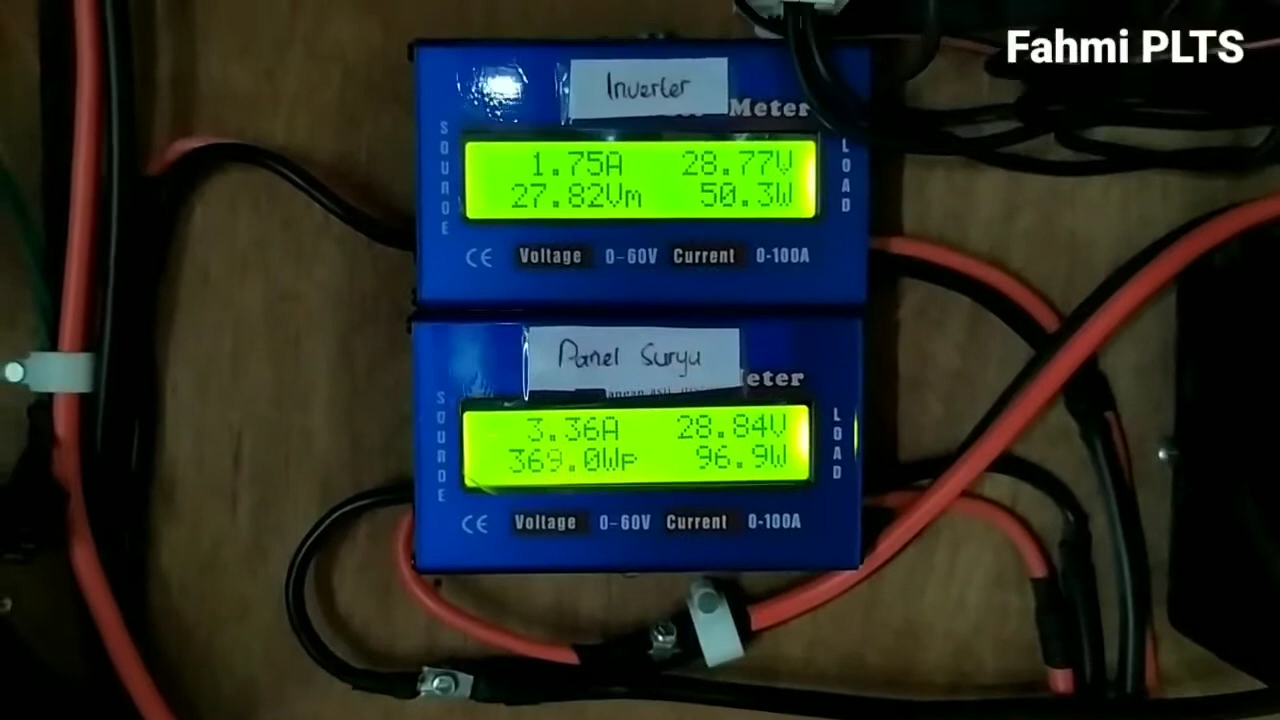 Fahmi PLTS
Inverter
Meter
SOURCE
LOAD
1.75A 28.77V
27.82Vm 50.3W
CE Voltage 0-60V Current 0-100A
Panel Surya
eter
SOURCE
LOAD
3.36A 28.84V
369.0Wp 96.9W
CE Voltage 0-60V Current 0-100A